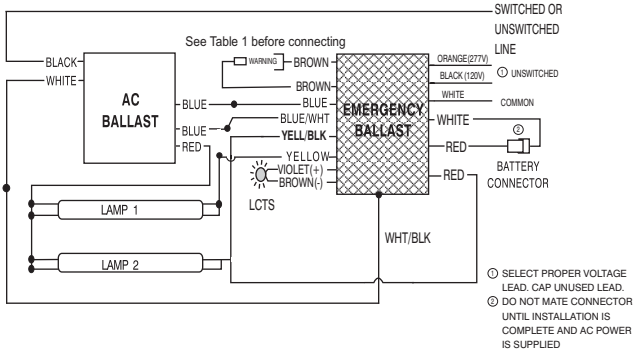 SWITCHED OR
UNSWITCHED
LINE
See Table 1 before connecting
BLACK
WHITE
AC
BALLAST
BLUE
BLUE
RED
WARNING
BROWN
BROWN
BLUE
BLUE/WHT
YELL/BLK
YELLOW
VIOLET(+)
BROWN(-)
LCTS
EMERGENCY
BALLAST
ORANGE(277V)
BLACK (120V)
① UNSWITCHED
WHITE
COMMON
WHITE
②
RED
BATTERY
CONNECTOR
RED
LAMP 1
LAMP 2
WHT/BLK
① SELECT PROPER VOLTAGE
LEAD. CAP UNUSED LEAD.
② DO NOT MATE CONNECTOR
UNTIL INSTALLATION IS
COMPLETE AND AC POWER
IS SUPPLIED